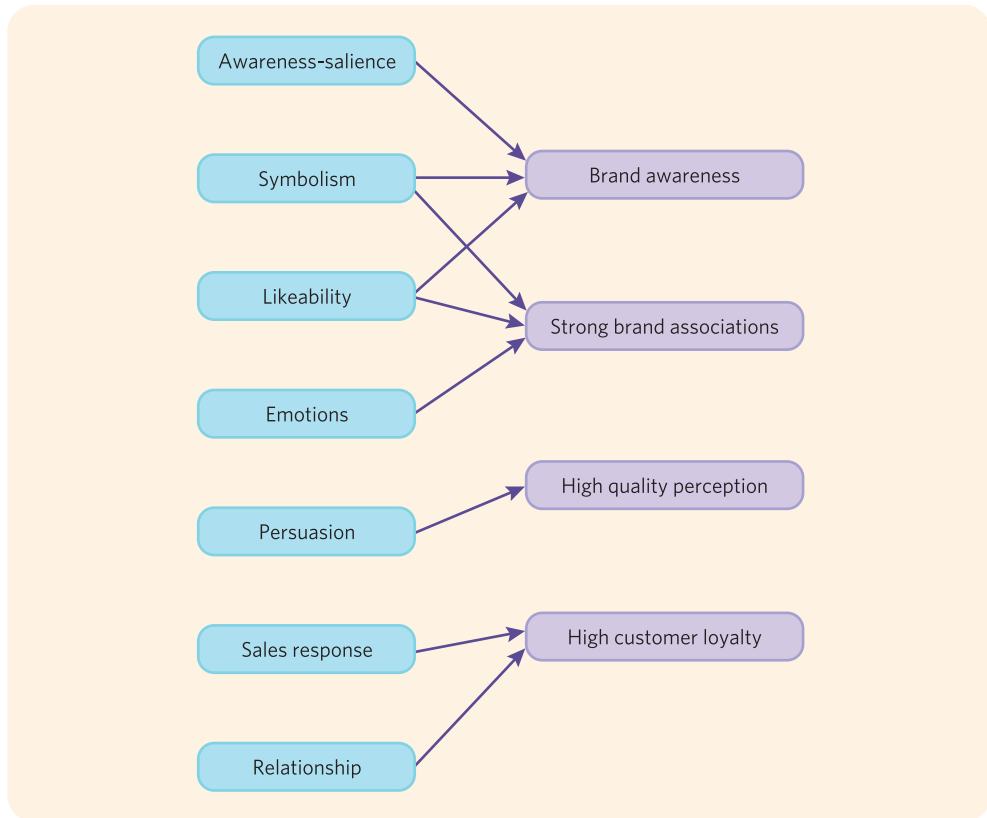 Awareness-salience
Symbolism
Likeability
Emotions
Persuasion
Sales response
Relationship
Brand awareness
Strong brand associations
High quality perception
High customer loyalty